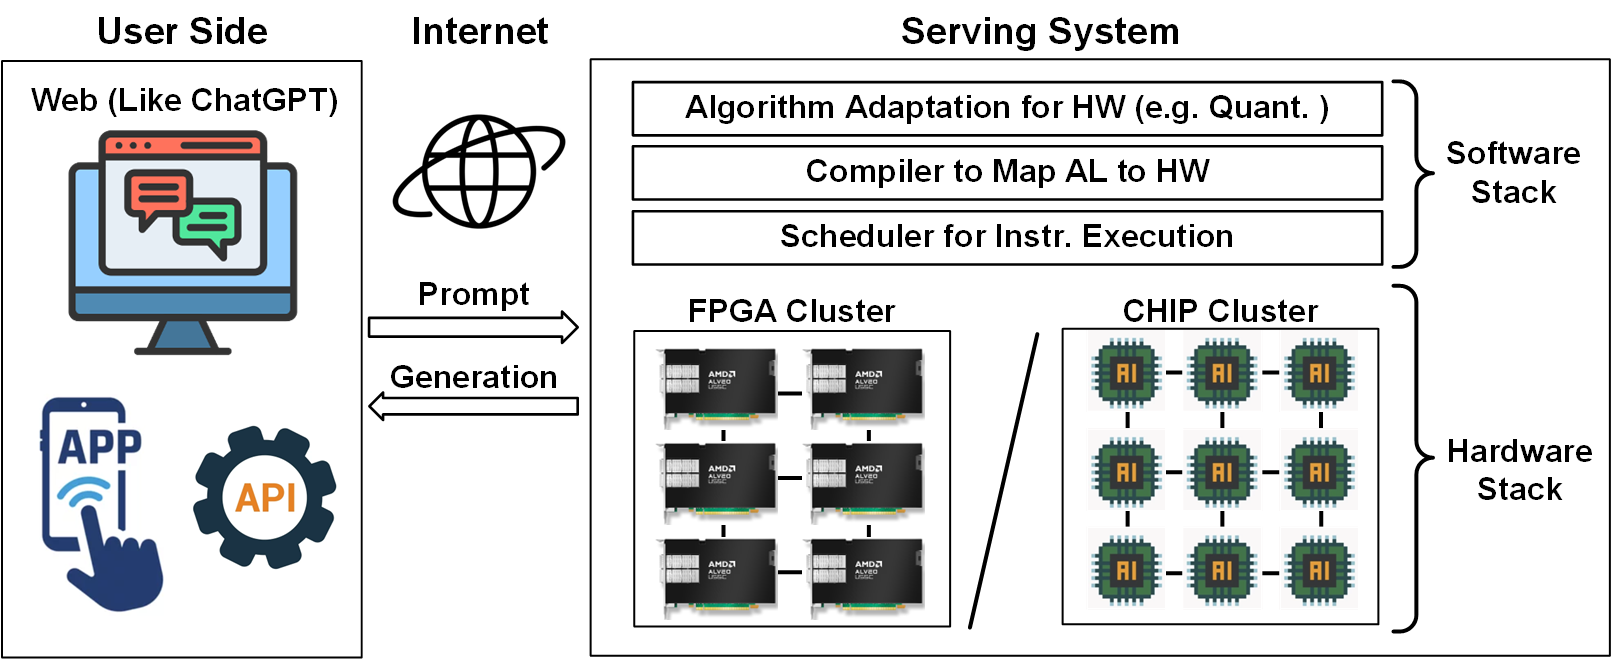 User Side
Internet
Serving System
Web (Like ChatGPT)
APP
API
Prompt
Generation
Algorithm Adaptation for HW (e.g. Quant. )
Compiler to Map AL to HW
Scheduler for Instr. Execution
Software
Stack
FPGA Cluster
AMD
ALVEO
AMD
ALVEO
AMD
ALVEO
AMD
ALVEO
AMD
ALVEO
AMD
ALVEO
CHIP Cluster
AI
AI
AI
AI
AI
AI
AI
AI
AI
Hardware
Stack